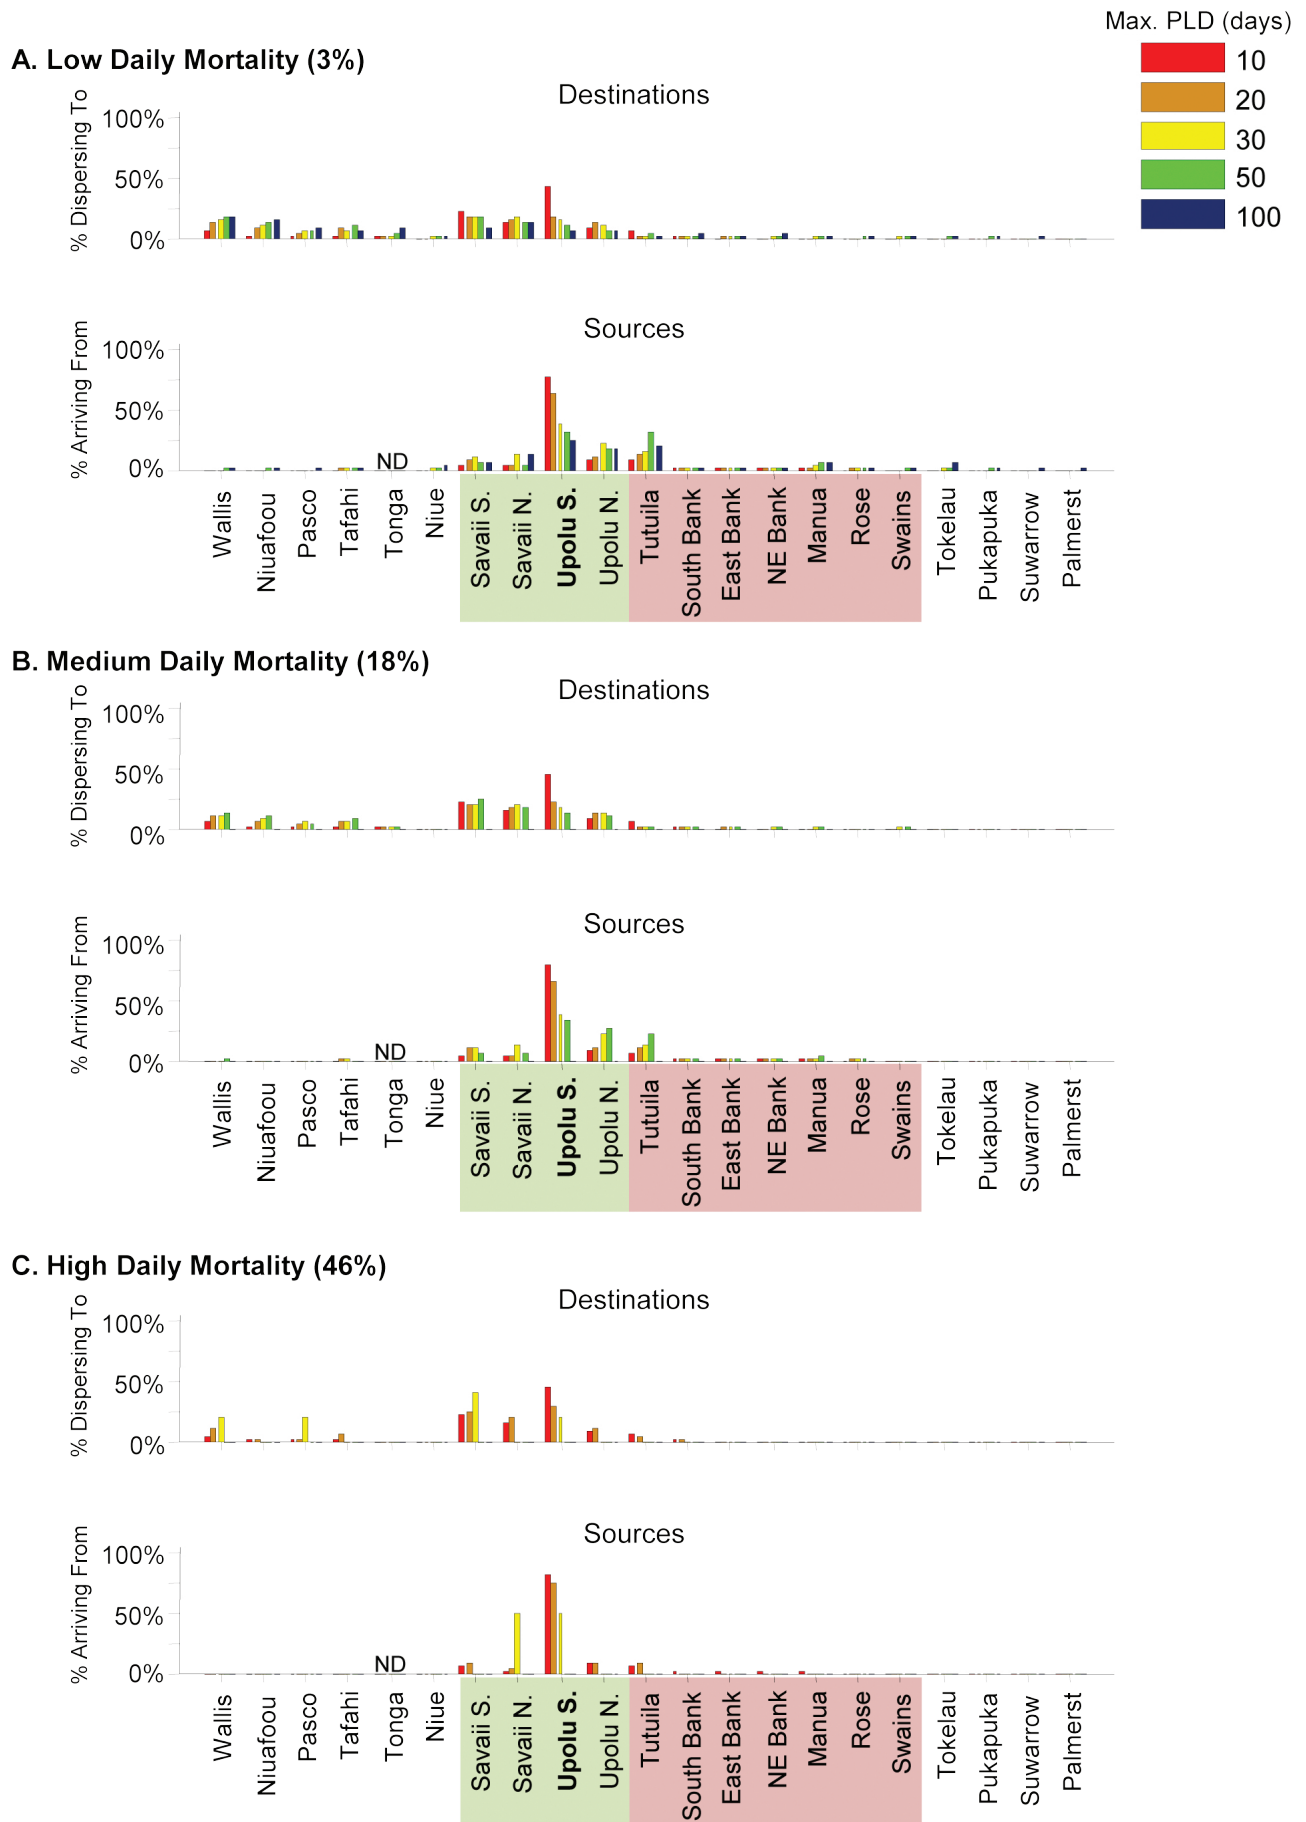 Max. PLD (days)
10
20
30
50
100
A. Low Daily Mortality (3%)
Destinations
% Dispersing To
100%
50%
0%
Sources
% Arriving From
100%
50%
0%
ND
Wallis
Niuafoou
Pasco
Tafahi
Tonga
Niue
Savaii S.
Savaii N.
Upolu S.
Upolu N.
Tutuila
South Bank
East Bank
NE Bank
Manua
Rose
Swains
Tokelau
Pukapuka
Suwarrow
Palmerst
B. Medium Daily Mortality (18%)
Destinations
% Dispersing To
100%
50%
0%
Sources
% Arriving From
100%
50%
0%
ND
Wallis
Niuafoou
Pasco
Tafahi
Tonga
Niue
Savaii S.
Savaii N.
Upolu S.
Upolu N.
Tutuila
South Bank
East Bank
NE Bank
Manua
Rose
Swains
Tokelau
Pukapuka
Suwarrow
Palmerst
C. High Daily Mortality (46%)
Destinations
% Dispersing To
100%
50%
0%
Sources
% Arriving From
100%
50%
0%
ND
Wallis
Niuafoou
Pasco
Tafahi
Tonga
Niue
Savaii S.
Savaii N.
Upolu S.
Upolu N.
Tutuila
South Bank
East Bank
NE Bank
Manua
Rose
Swains
Tokelau
Pukapuka
Suwarrow
Palmerst